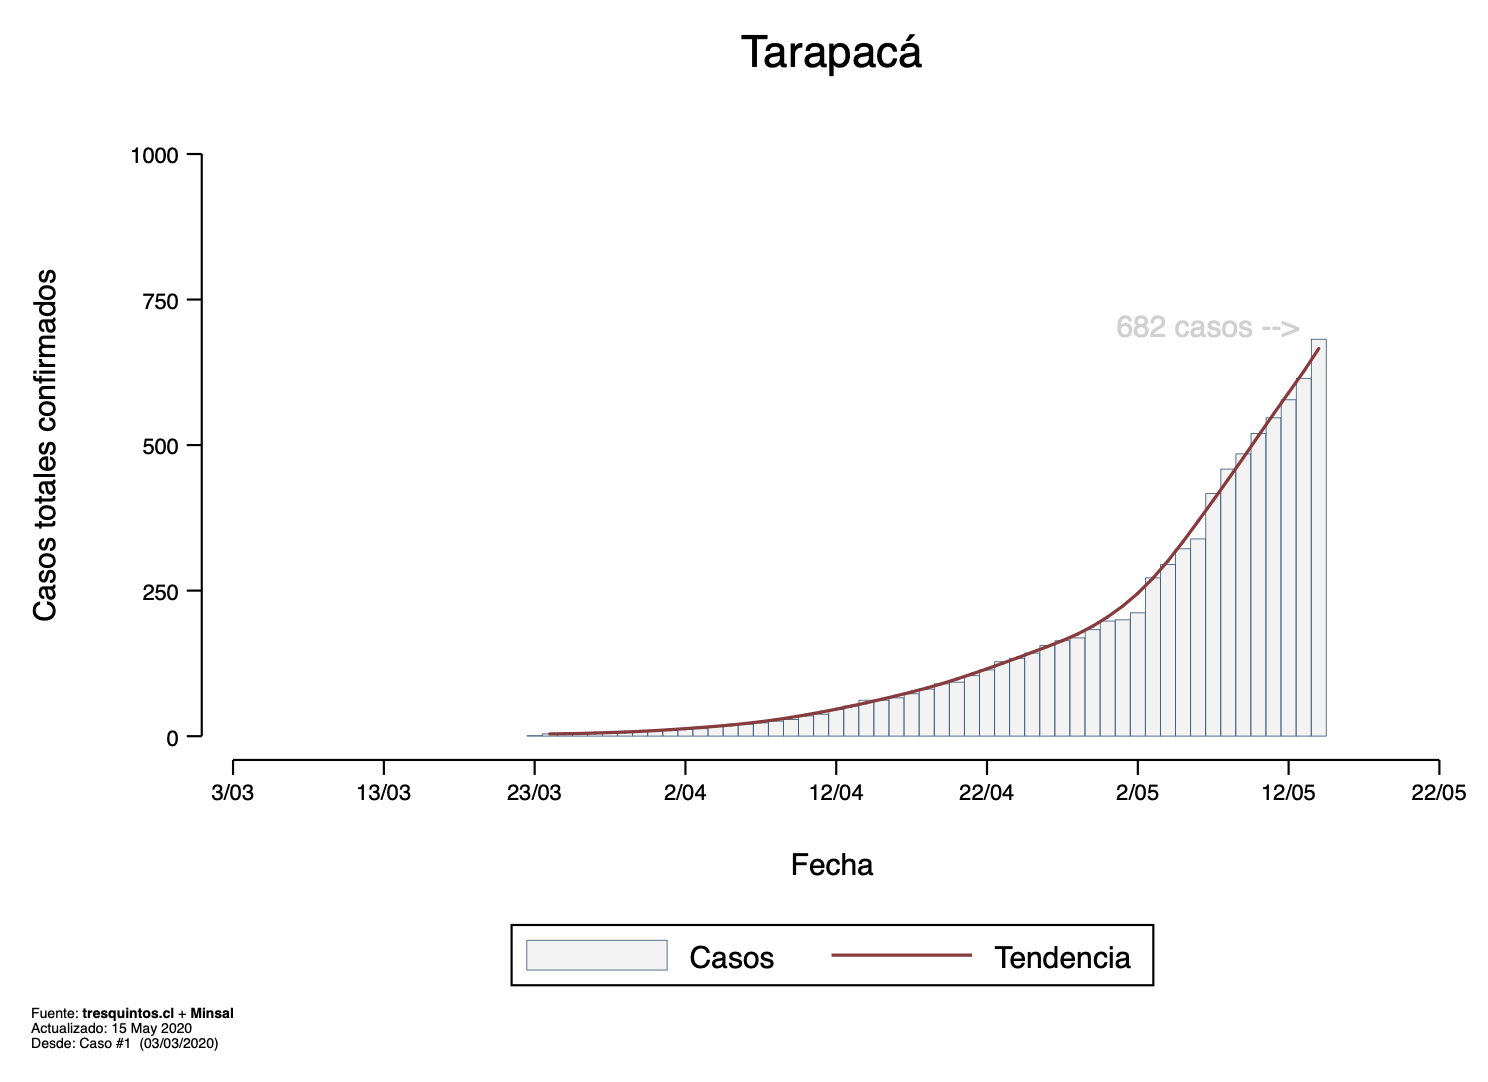 Tarapacá
Casos totales confirmados
1000
750
500
250
0
682 casos -->
3/03 13/03 23/03 2/04 12/04 22/04 2/05 12/05 22/05
Fecha
Casos Tendencia
Fuente: tresquintos.cl + Minsal
Actualizado: 15 May 2020
Desde: Caso #1 (03/03/2020)